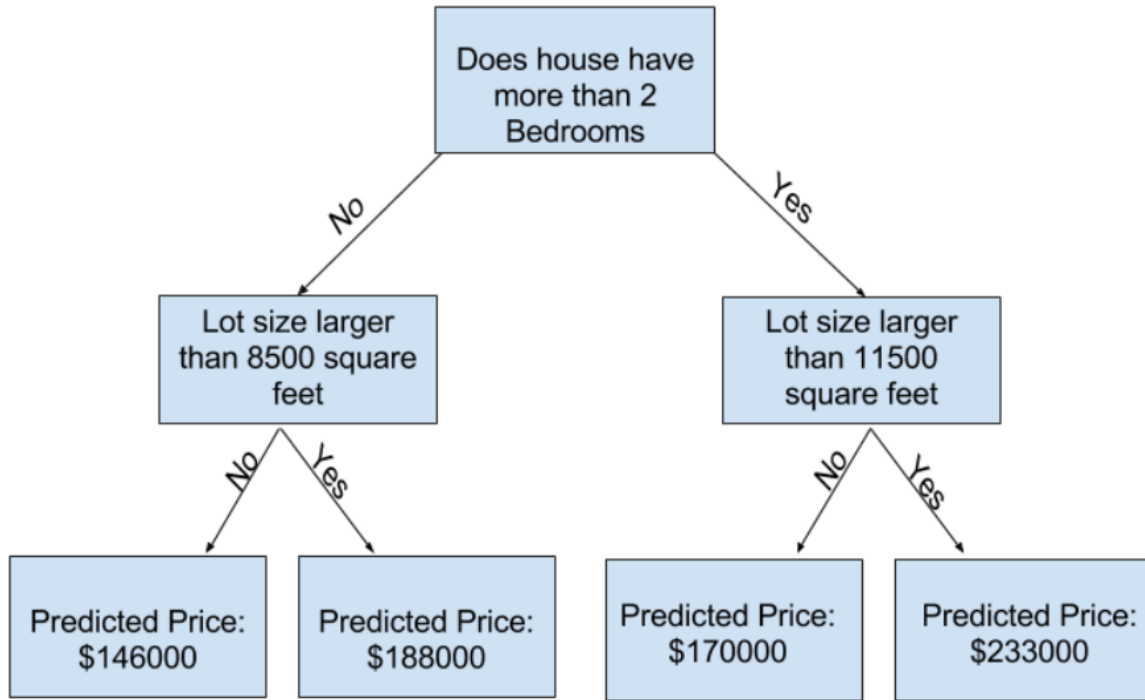 Does house have
more than 2
Bedrooms
No
Yes
Lot size larger
than 8500 square
feet
Lot size larger
than 11500
square feet
No
Yes
No
Yes
Predicted Price:
$146000
Predicted Price:
$188000
Predicted Price:
$170000
Predicted Price:
$233000